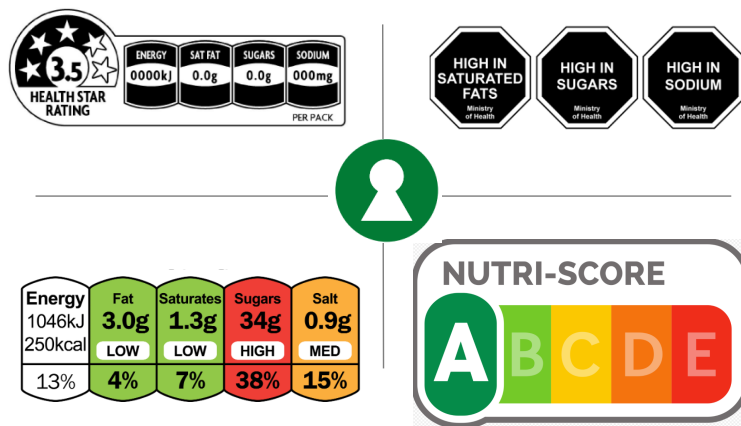 3.5
HEALTH STAR
RATING
ENERGY SAT FAT SUGARS SODIUM
0000kJ 0.0g 0.0g 000mg
PER PACK
HIGH IN
SATURATED
FATS
Ministry
of Health
HIGH IN
SUGARS
Ministry
of Health
HIGH IN
SODIUM
Ministry
of Health
Energy
1046kJ
250kcal
13%
Fat
3.0g
LOW
4%
Saturates
1.3g
LOW
7%
Sugars
34g
HIGH
38%
Salt
0.9g
MED
15%
NUTRI-SCORE
A B C D E